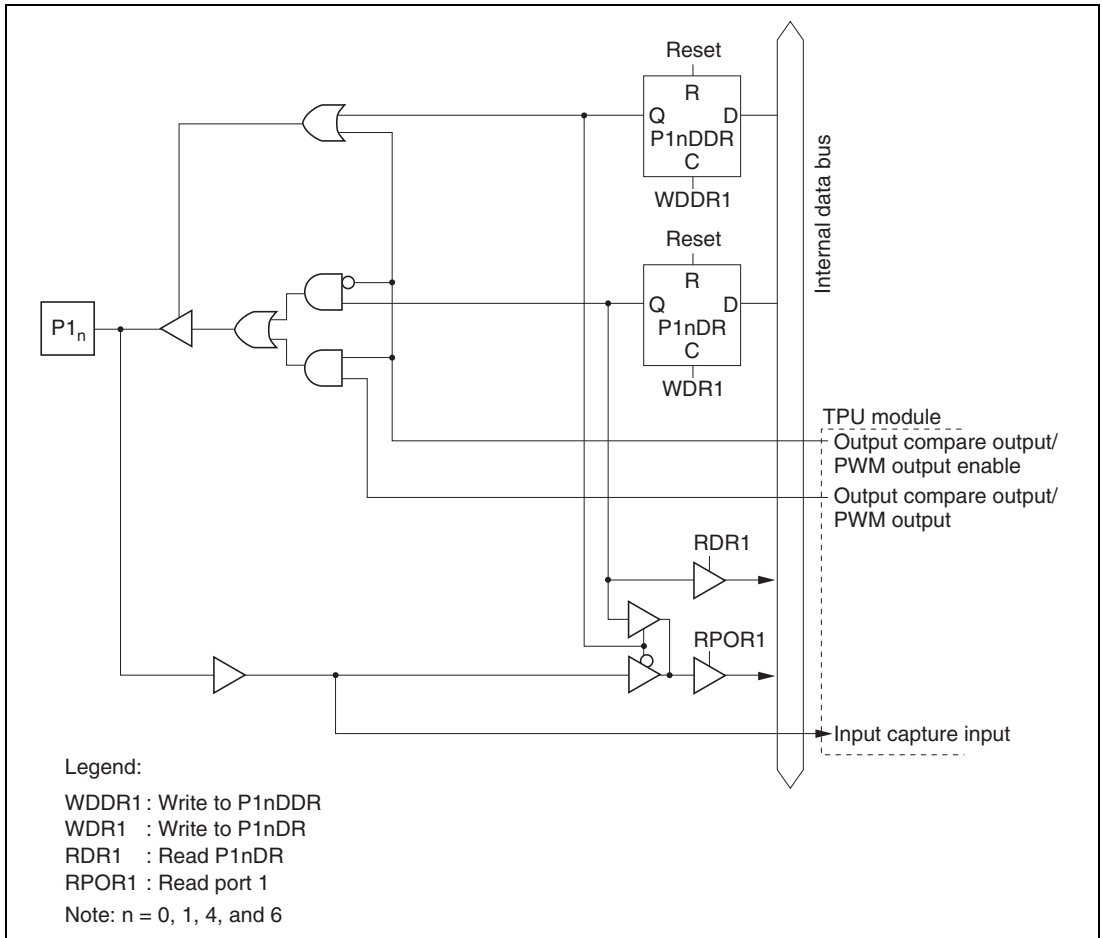 Reset
R
Q D
P1nDDR
C
WDDR1
Internal data bus
Reset
R
Q D
P1nDR
C
WDR1
P1n
TPU module
Output compare output/
PWM output enable
Output compare output/
PWM output
RDR1
RPOR1
Input capture input
Legend:
WDDR1 : Write to P1nDDR
WDR1 : Write to P1nDR
RDR1 : Read P1nDR
RPOR1 : Read port 1
Note: n = 0, 1, 4, and 6